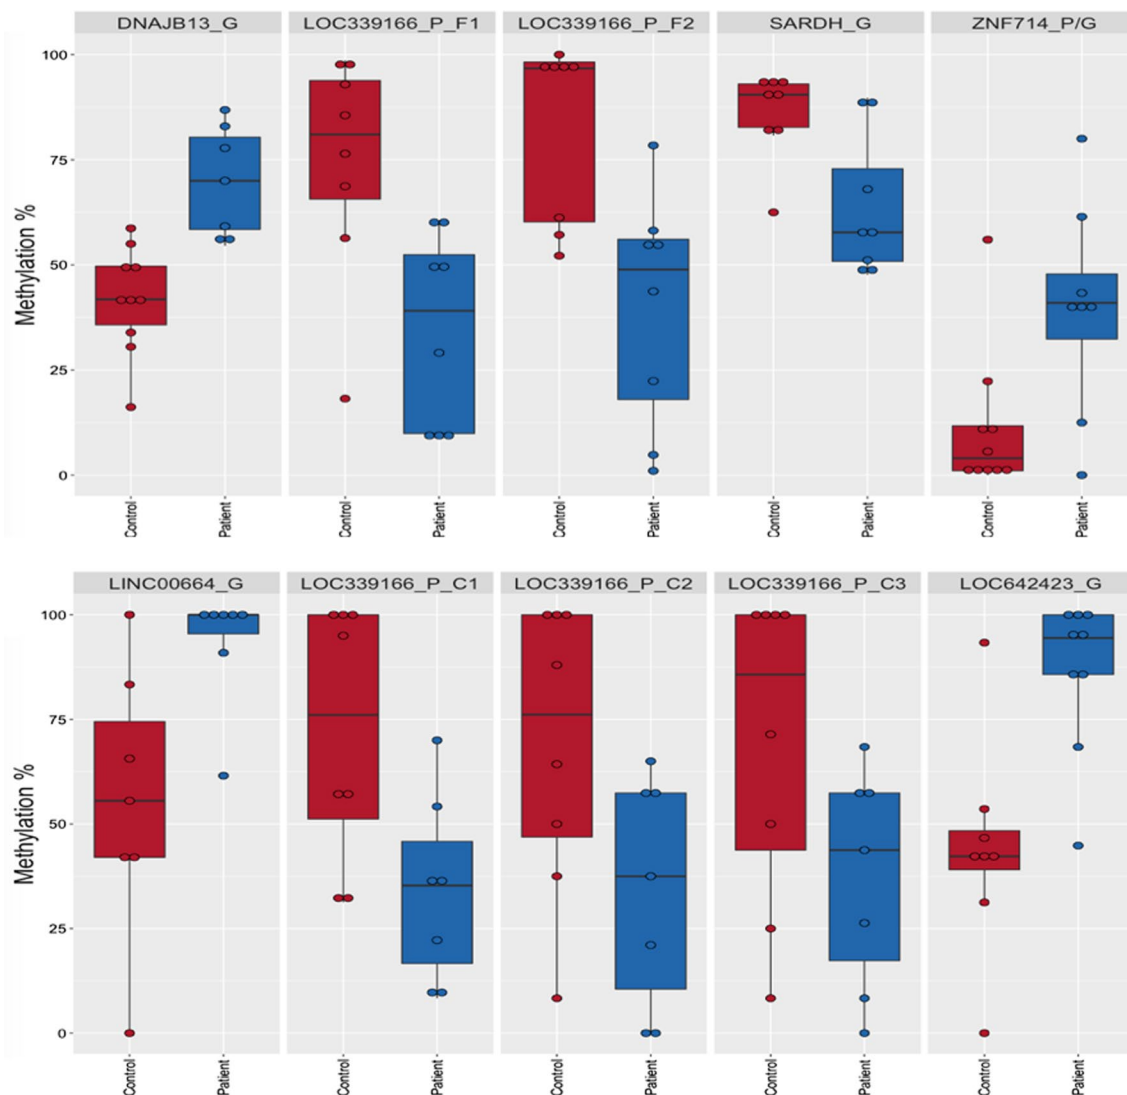 DNAJB13_G LOC339166_P_F1 LOC339166_P_F2 SARDH_G ZNF714_P/G
Methylation %
100
75
50
25
0
Control Patient Control Patient Control Patient Control Patient Control Patient
LINC00664_G LOC339166_P_C1 LOC339166_P_C2 LOC339166_P_C3 LOC642423_G
Methylation %
100
75
50
25
0
Control Patient Control Patient Control Patient Control Patient Control Patient